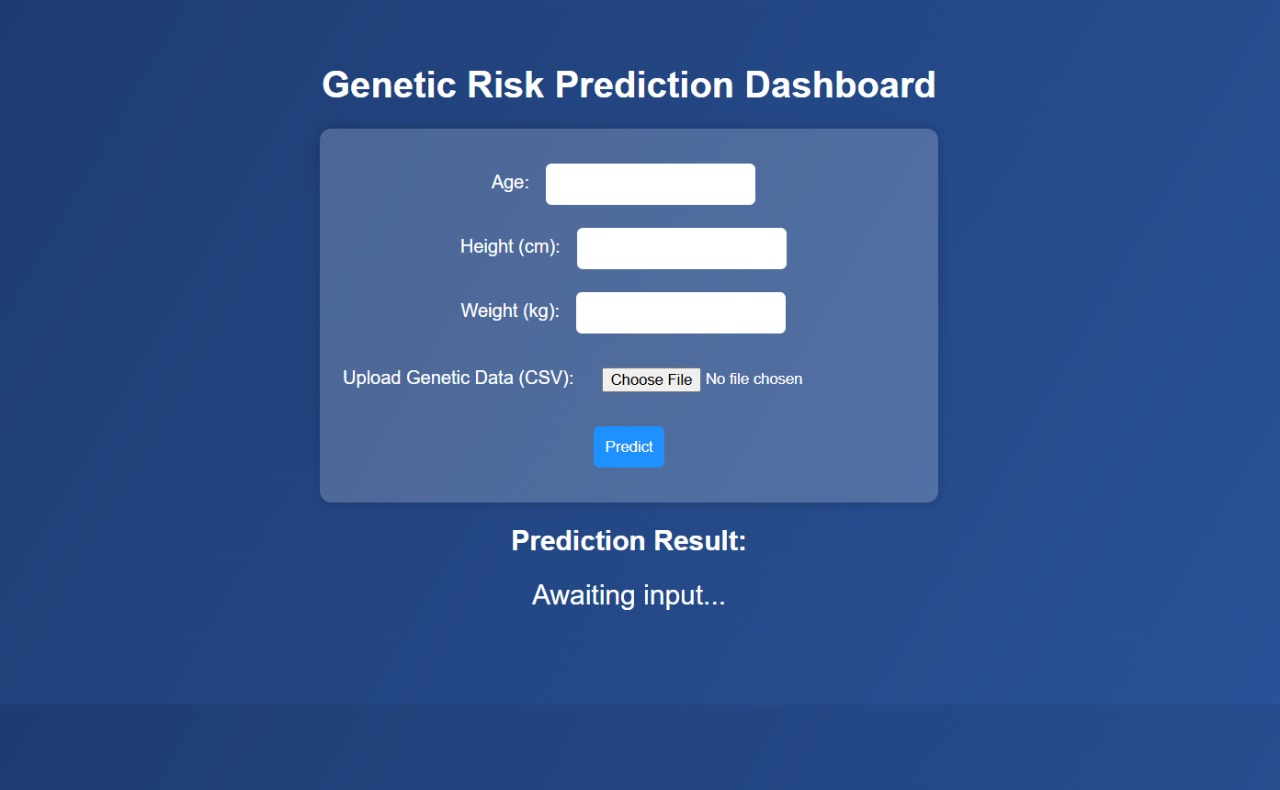 Genetic Risk Prediction Dashboard
Age:
Height (cm):
Weight (kg):
Upload Genetic Data (CSV): Choose File No file chosen
Predict
Prediction Result:
Awaiting input...